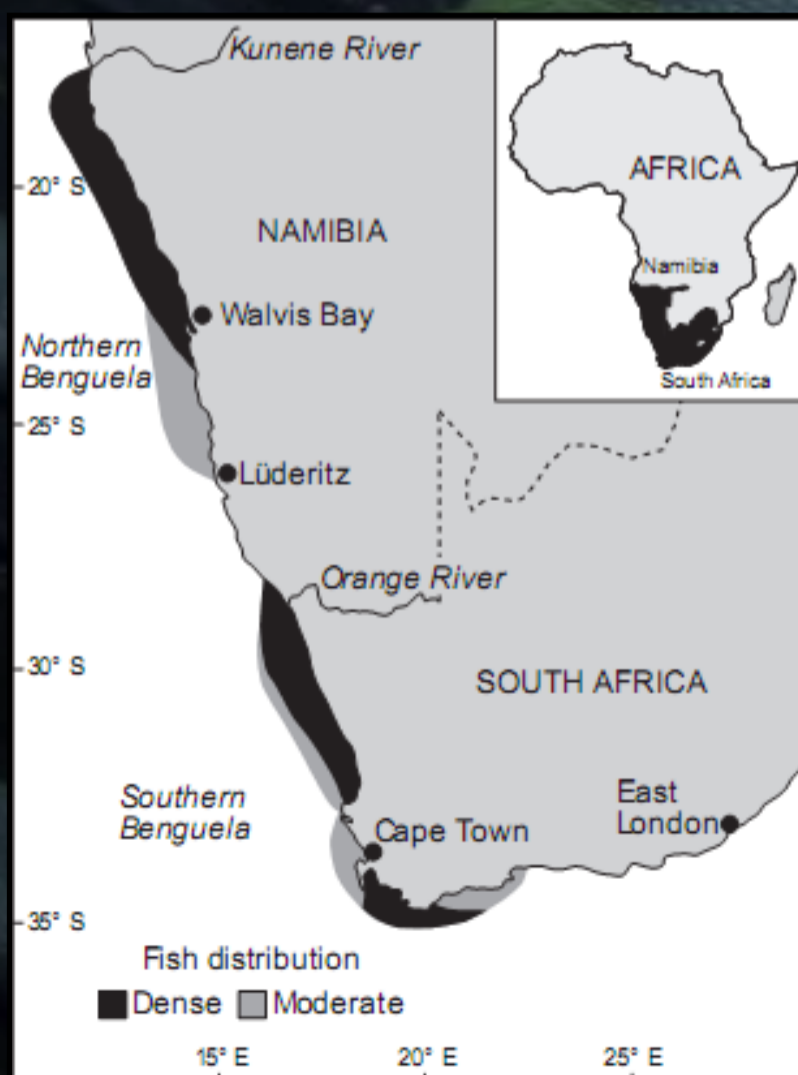 Kunene River
AFRICA
20° S
NAMIBIA
Namibia
Walvis Bay
Northern
Benguela
South Africa
25° S
Lüderitz
Orange River
30° S
SOUTH AFRICA
Southern
Benguela
East
London
Cape Town
35° S
Fish distribution
Dense
Moderate
15° E
20° E
25° E